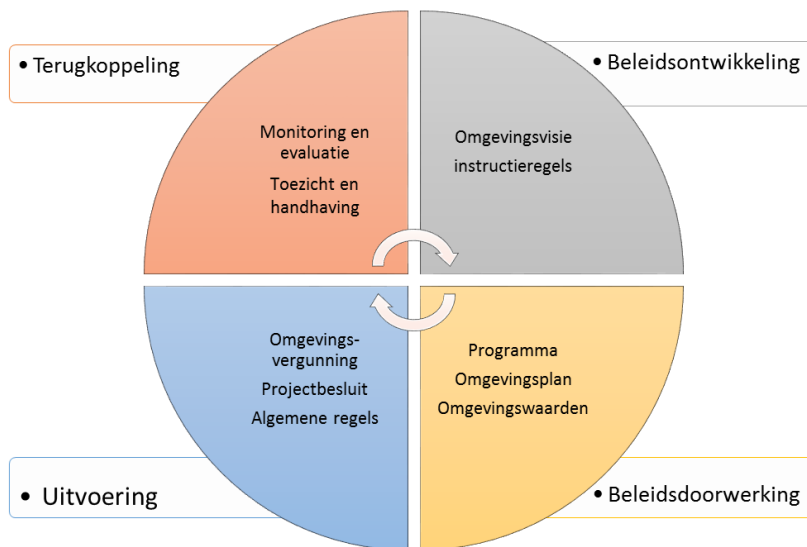 • Terugkoppeling
Monitoring en
evaluatie
Toezicht en
handhaving
• Beleidsontwikkeling
Omgevingsvisie
instructieregels
Omgevings-
vergunning
Projectbesluit
Algemene regels
• Uitvoering
Programma
Omgevingsplan
Omgevingswaarden
• Beleidsdoorwerking